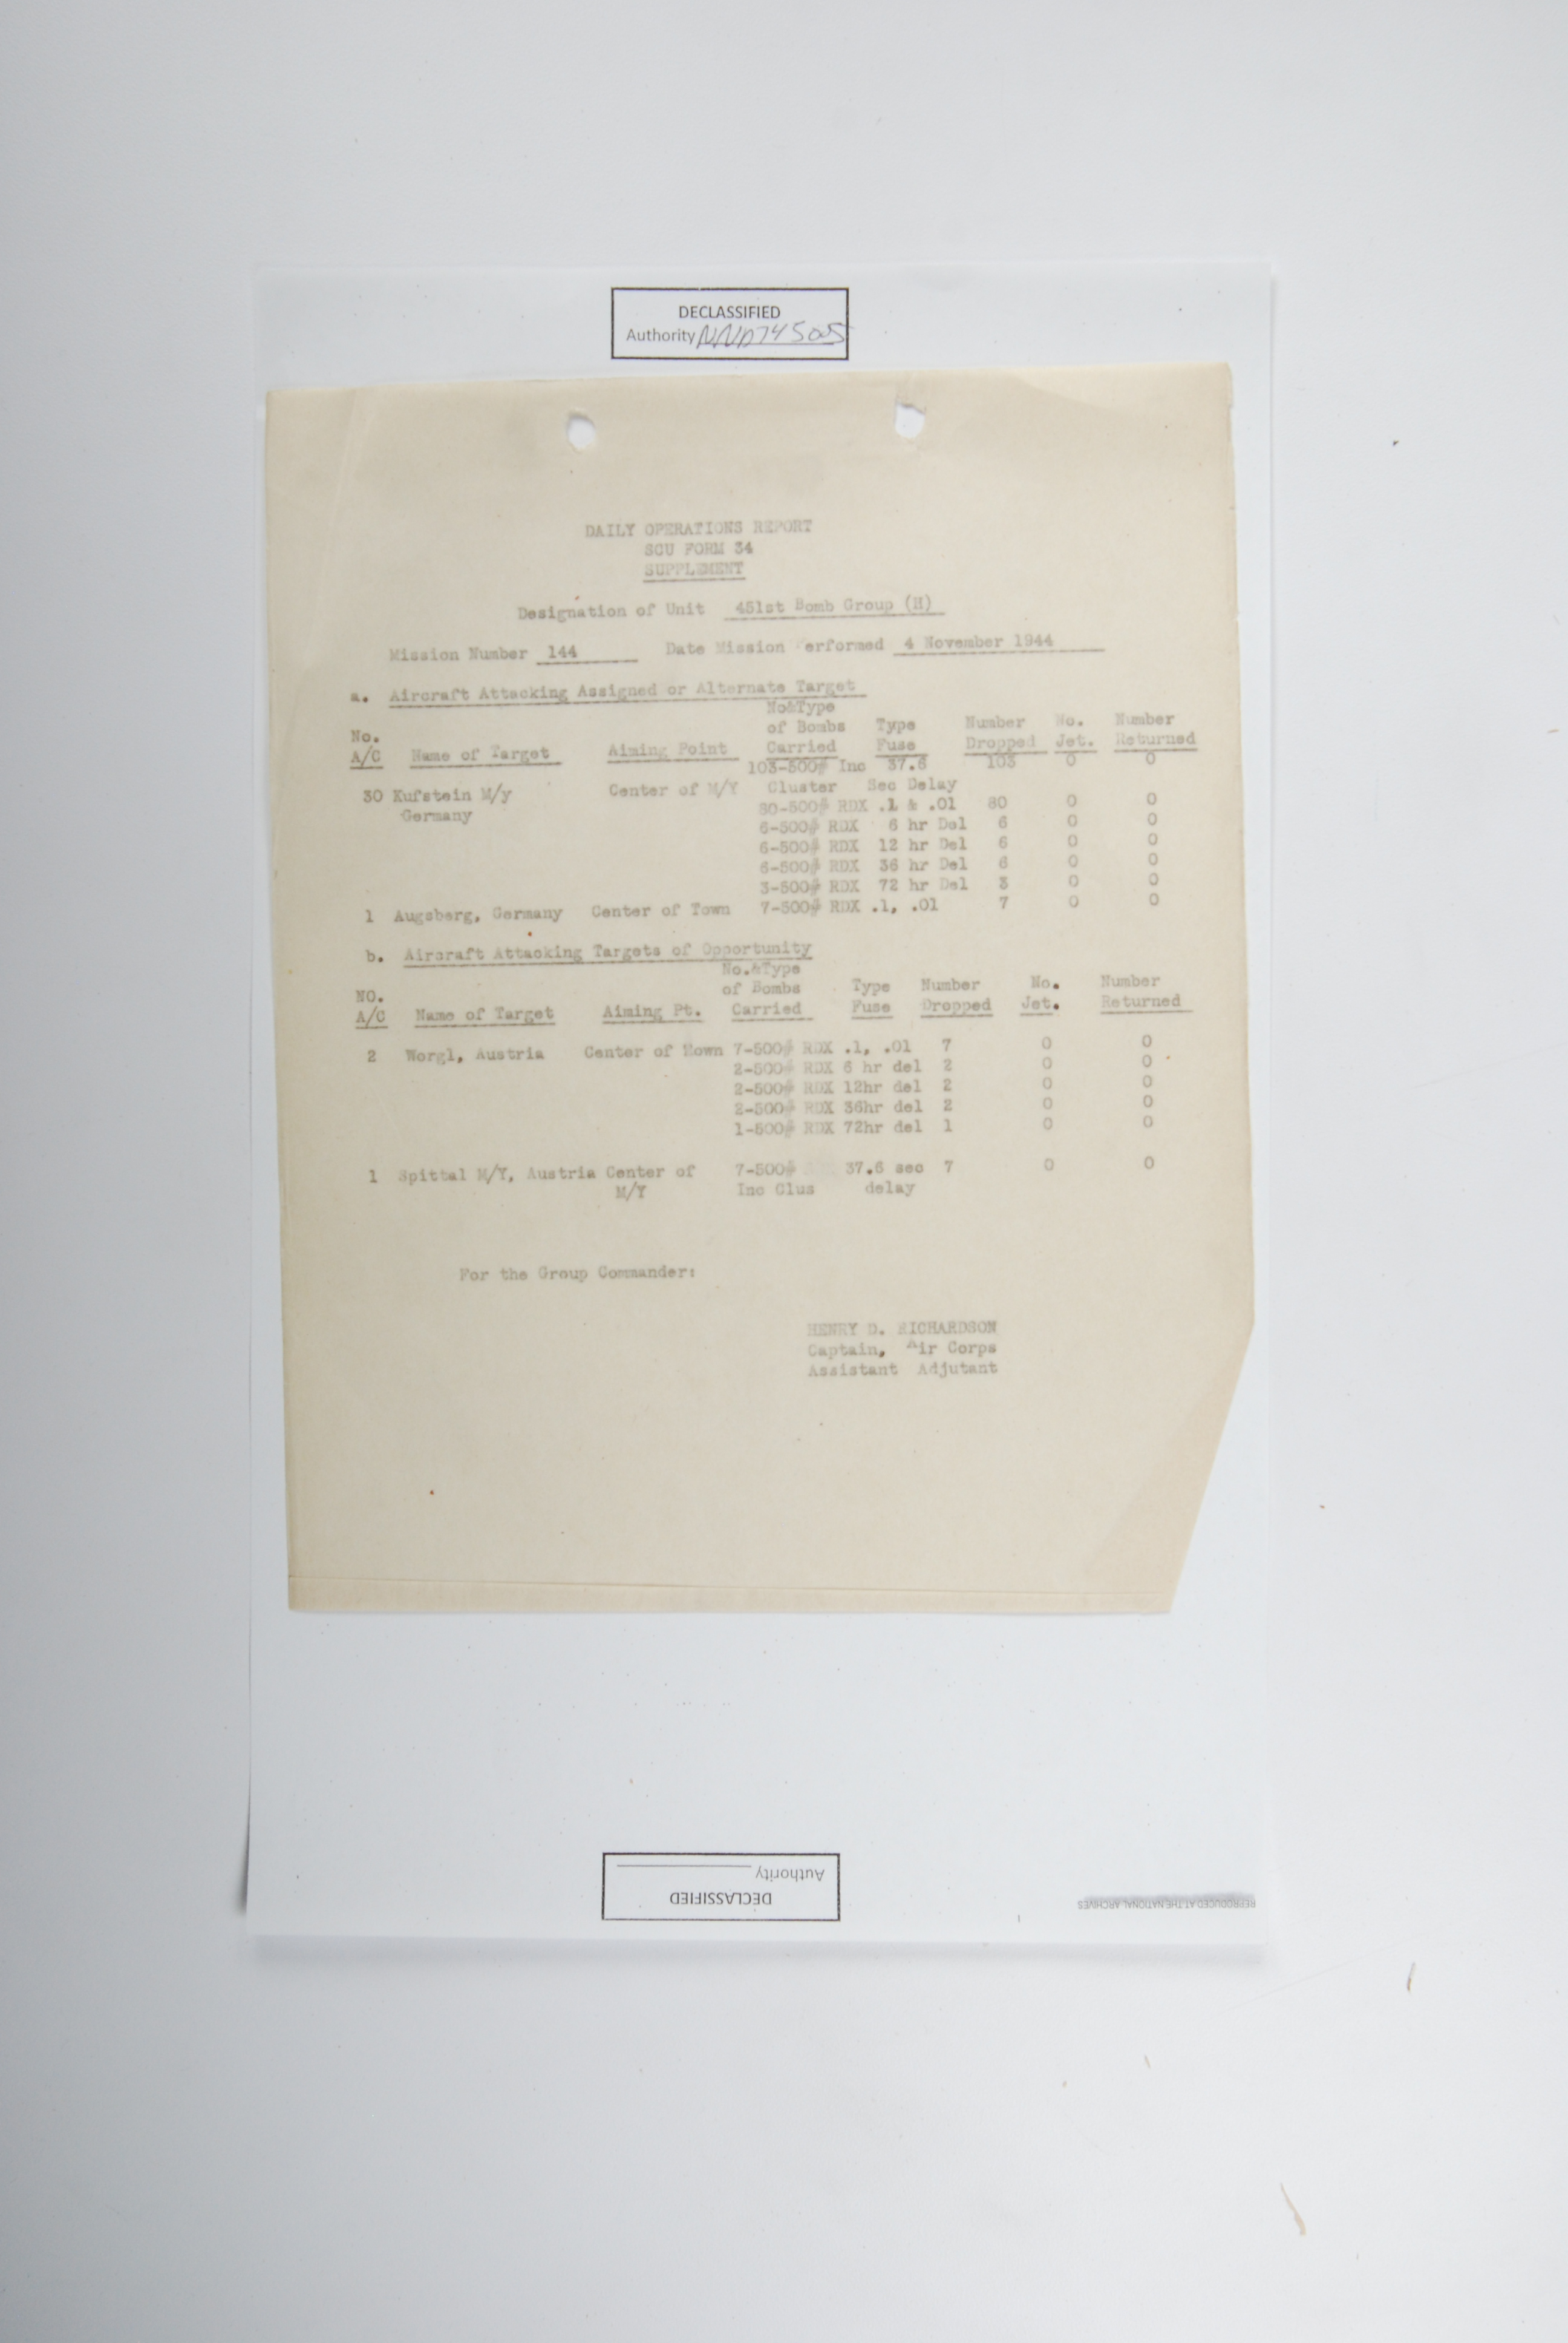 DECLASSIFIED
Authority NND745005
DAILY OPERATIONS REPORT
SCU FORM 34
SUPPLEMENT
Designation of Unit 451st Bomb Group (H)
Mission Number 144 Date Mission erformed 4 November 1944
a. Aircraft Attacking Assigned or Alternate Target
No&Type
of Bombs Type Number No. Number
No.
A/C Name of Target Aiming Point Carried Fuse Dropped Jet. Returned
103-500# Inc 37.6 103 0 0
30 Kufstein M/y Center of M/Y Cluster Sec Delay
Germany 80-500# RDX .1 & .01 80 0 0
6-500# RDX 6 hr Del 6 0 0
6-500# RDX 12 hr Del 6 0 0
6-500# RDX 36 hr Del 6 0 0
3-500# RDX 72 hr Del 3 0 0
1 Augsberg, Germany Center of Town 7-500# RDX .1, .01 7 0 0
b. Aircraft Attacking Targets of Opportunity
No.&Type
of Bombs Type Number No. Number
NO.
A/C Name of Target Aiming Pt. Carried Fuse Dropped Jet. Returned
2 Worgl, Austria Center of Town 7-500# RDX .1, .01 7 0 0
2-500# RDX 6 hr del 2 0 0
2-500# RDX 12hr del 2 0 0
2-500# RDX 36hr del 2 0 0
1-500# RDX 72hr del 1 0 0
1 Spittal M/Y, Austria Center of 7-500# 37.6 sec 7 0 0
M/Y Inc Clus delay
For the Group Commander:
HENRY D. RICHARDSON
Captain, Air Corps
Assistant Adjutant
DECLASSIFIED
Authority
REPRODUCED AT THE NATIONAL ARCHIVES